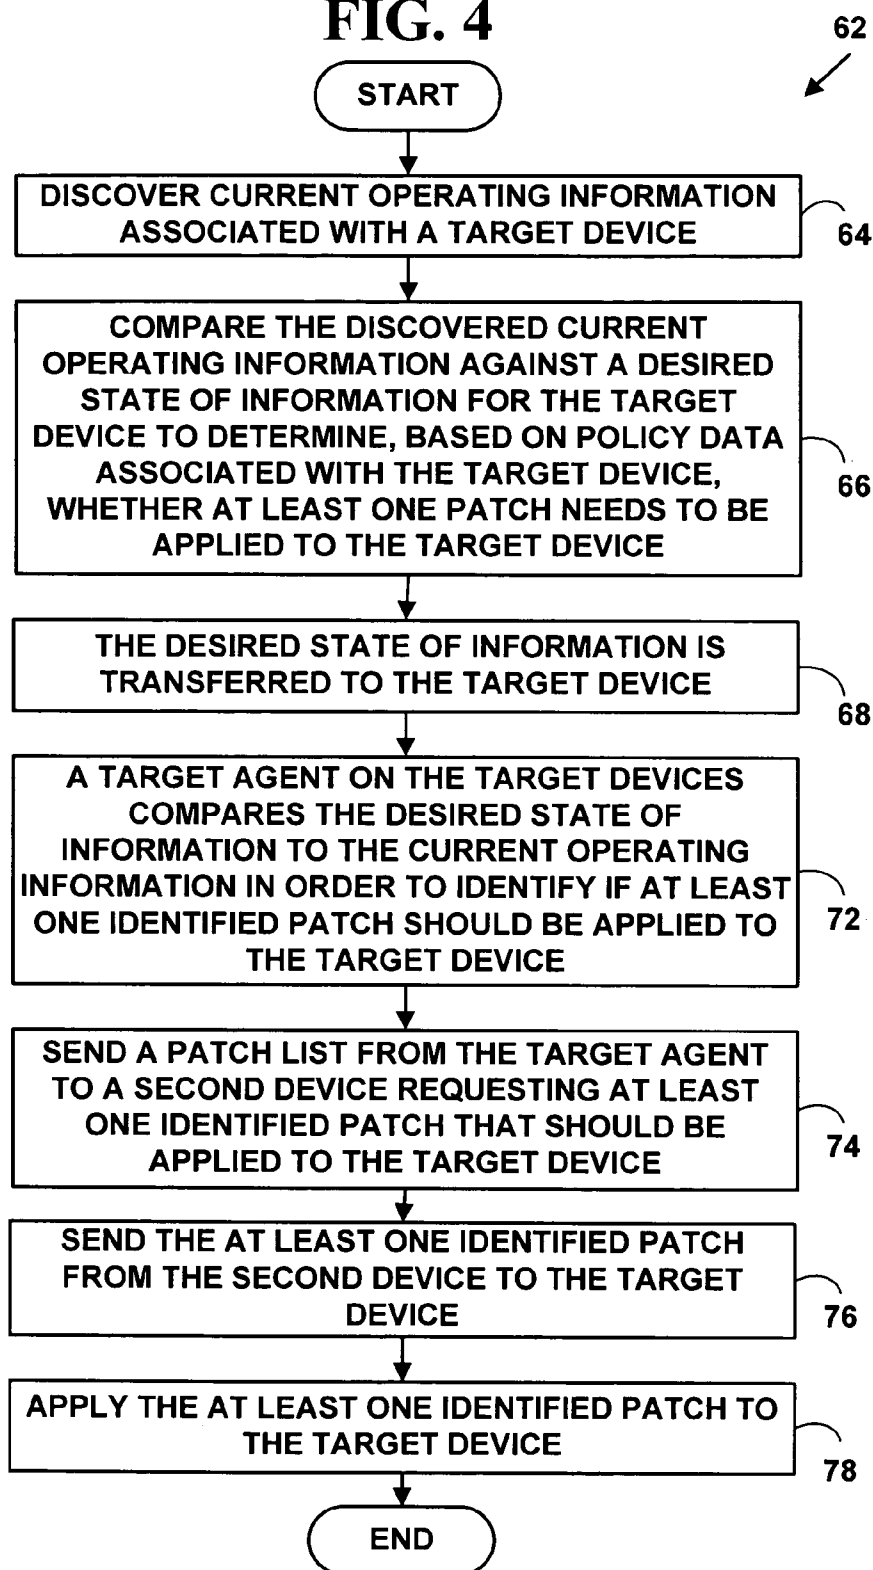 FIG. 4
62
START
DISCOVER CURRENT OPERATING INFORMATION
ASSOCIATED WITH A TARGET DEVICE
64
COMPARE THE DISCOVERED CURRENT
OPERATING INFORMATION AGAINST A DESIRED
STATE OF INFORMATION FOR THE TARGET
DEVICE TO DETERMINE, BASED ON POLICY DATA
ASSOCIATED WITH THE TARGET DEVICE,
WHETHER AT LEAST ONE PATCH NEEDS TO BE
APPLIED TO THE TARGET DEVICE
66
THE DESIRED STATE OF INFORMATION IS
TRANSFERRED TO THE TARGET DEVICE
68
A TARGET AGENT ON THE TARGET DEVICES
COMPARES THE DESIRED STATE OF
INFORMATION TO THE CURRENT OPERATING
INFORMATION IN ORDER TO IDENTIFY IF AT LEAST
ONE IDENTIFIED PATCH SHOULD BE APPLIED TO
THE TARGET DEVICE
72
SEND A PATCH LIST FROM THE TARGET AGENT
TO A SECOND DEVICE REQUESTING AT LEAST
ONE IDENTIFIED PATCH THAT SHOULD BE
APPLIED TO THE TARGET DEVICE
74
SEND THE AT LEAST ONE IDENTIFIED PATCH
FROM THE SECOND DEVICE TO THE TARGET
DEVICE
76
APPLY THE AT LEAST ONE IDENTIFIED PATCH TO
THE TARGET DEVICE
78
END